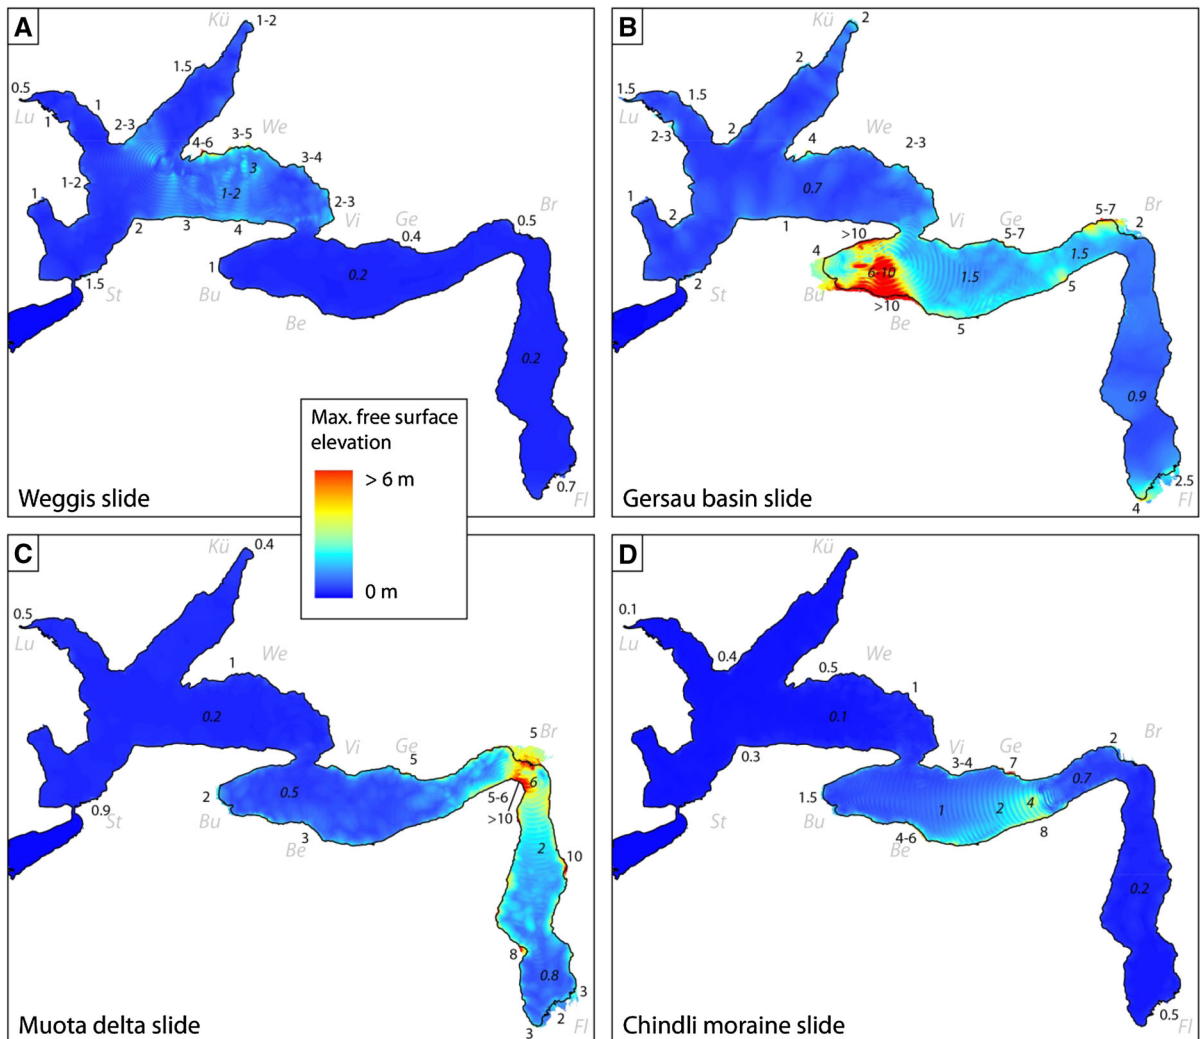 A
Kü
1-2
1.5
0.5
Lu
1
1
2-3
We
3-5
4-6
3
3-4
1-2
1-2
2-3
1
2
3
4
Vi
Ge
0.4
0.5
Br
1
0.2
1.5
St
Bu
Be
0.2
0.7
Fl
Weggis slide
B
Kü
2
2
1.5
Lu
1.5
2-3
2
We
4
2-3
0.7
1
2
1
>10
Vi
Ge
5-7
5-7
Br
2
4
6-10
1.5
1.5
2
St
Bu
>10
Be
5
5
0.9
2.5
4
Fl
Gersau basin slide
Max. free surface
elevation
> 6 m
0 m
C
Kü
0.4
0.5
Lu
1
We
0.2
Vi
Ge
5
5
Br
2
0.5
5-6
6
>10
0.9
St
Bu
3
Be
2
10
8
0.8
3
2
3
Fl
Muota delta slide
D
Kü
0.1
Lu
0.4
0.5
We
1
0.1
0.3
Vi
3-4
Ge
7
2
Br
1.5
1
2
4
0.7
8
St
Bu
4-6
Be
0.2
0.5
Fl
Chindli moraine slide